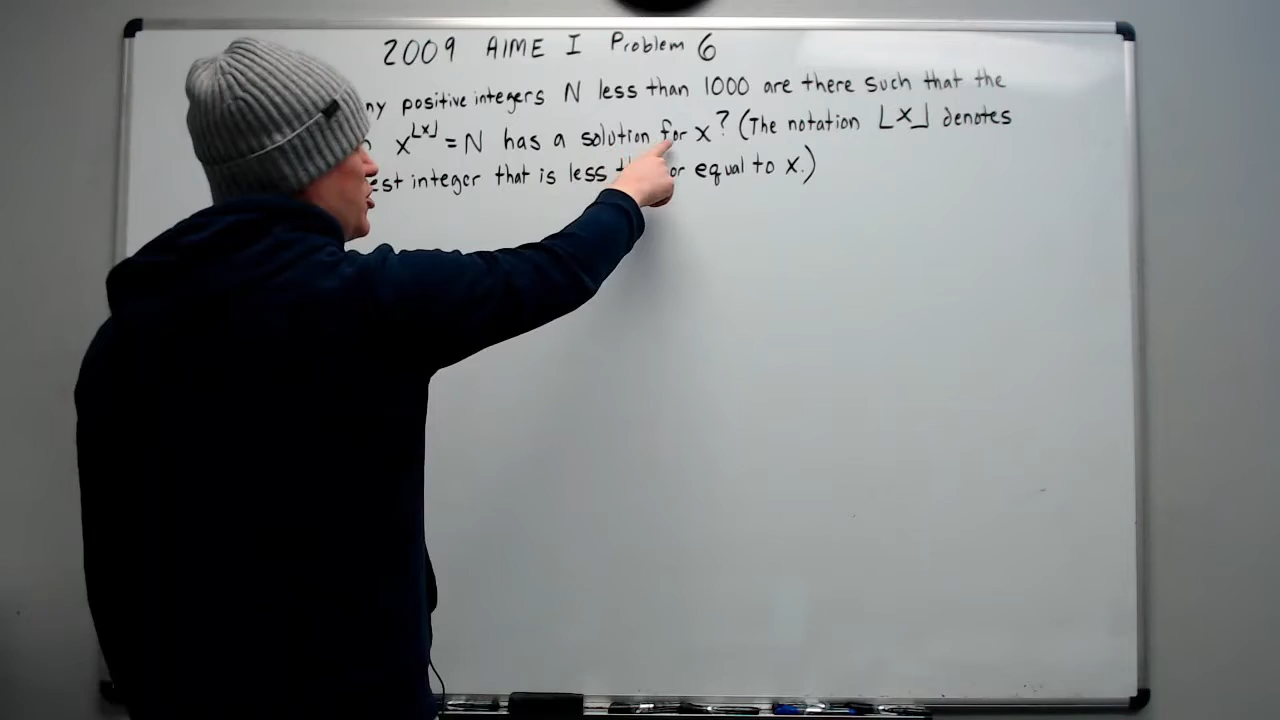 2009 AIME I Problem 6
ny positive integers N less than 1000 are there such that the
x^⌊x⌋ = N has a solution for x? (The notation ⌊x⌋ denotes
est integer that is less or equal to x.)